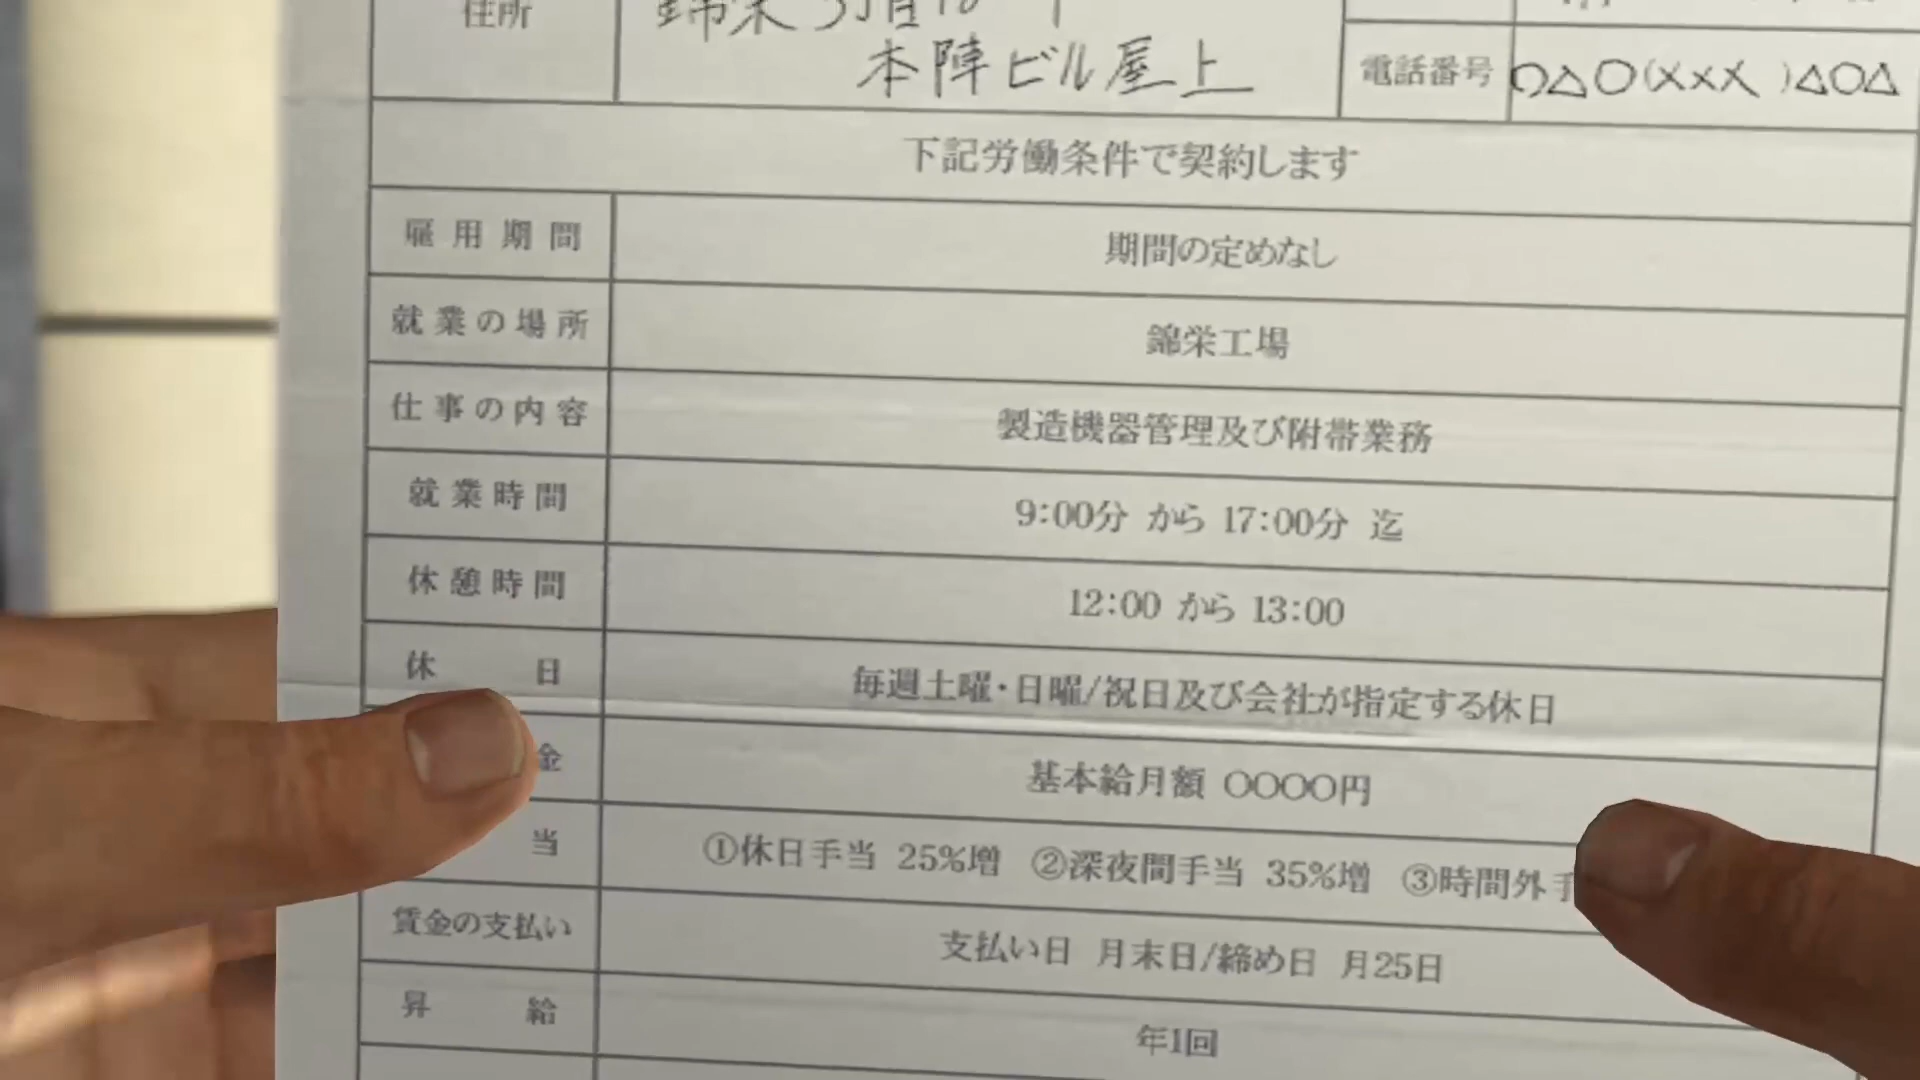 住所
本陣ビル屋上
電話番号 ○△○(×××)△○△
下記労働条件で契約します
雇用期間 期間の定めなし
就業の場所 錦栄工場
仕事の内容 製造機器管理及び附帯業務
就業時間 9:00分 から 17:00分 迄
休憩時間 12:00 から 13:00
休日 毎週土曜・日曜/祝日及び会社が指定する休日
金 基本給月額 〇〇〇〇円
当 ①休日手当 25%増 ②深夜間手当 35%増 ③時間外手
賃金の支払い 支払い日 月末日/締め日 月25日
昇給 年1回